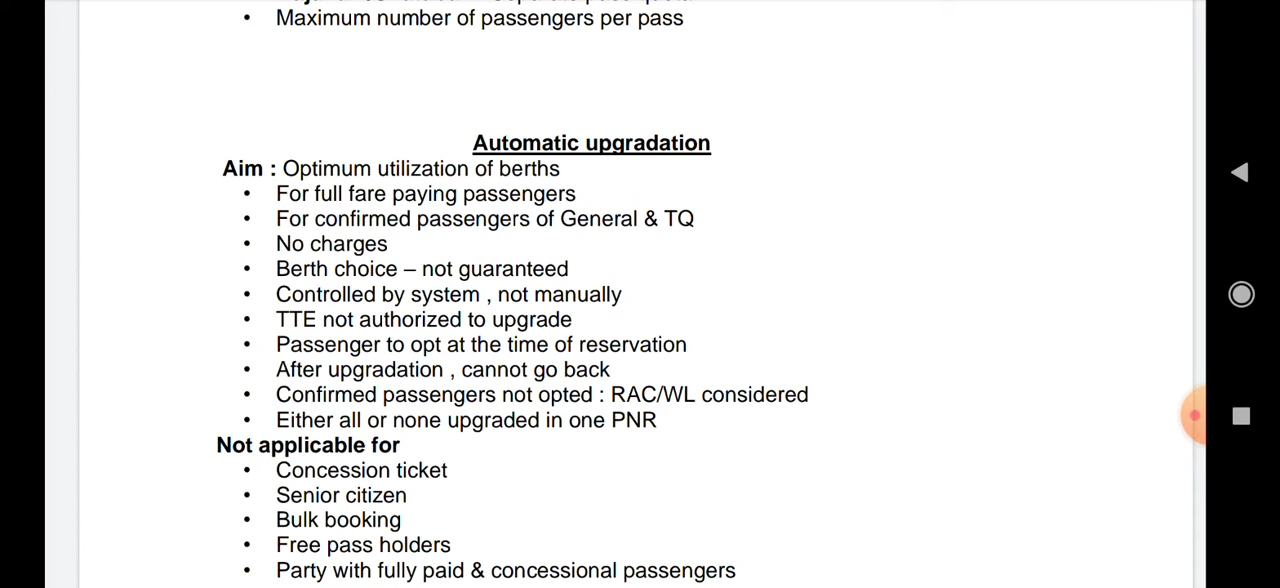 • Maximum number of passengers per pass
Automatic upgradation
Aim : Optimum utilization of berths
• For full fare paying passengers
• For confirmed passengers of General & TQ
• No charges
• Berth choice – not guaranteed
• Controlled by system , not manually
• TTE not authorized to upgrade
• Passenger to opt at the time of reservation
• After upgradation , cannot go back
• Confirmed passengers not opted : RAC/WL considered
• Either all or none upgraded in one PNR
Not applicable for
• Concession ticket
• Senior citizen
• Bulk booking
• Free pass holders
• Party with fully paid & concessional passengers